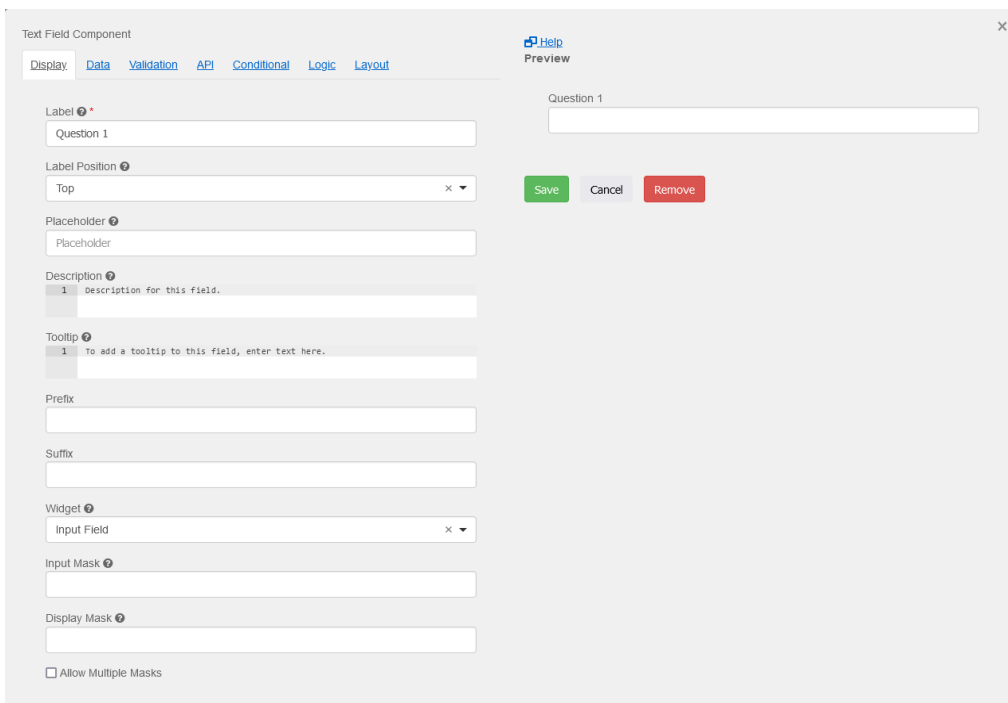 Text Field Component
Display Data Validation API Conditional Logic Layout
Label *
Question 1
Label Position
Top
Placeholder
Placeholder
Description
1 Description for this field.
Tooltip
1 To add a tooltip to this field, enter text here.
Prefix
Suffix
Widget
Input Field
Input Mask
Display Mask
Allow Multiple Masks
Help
Preview
Question 1
Save Cancel Remove